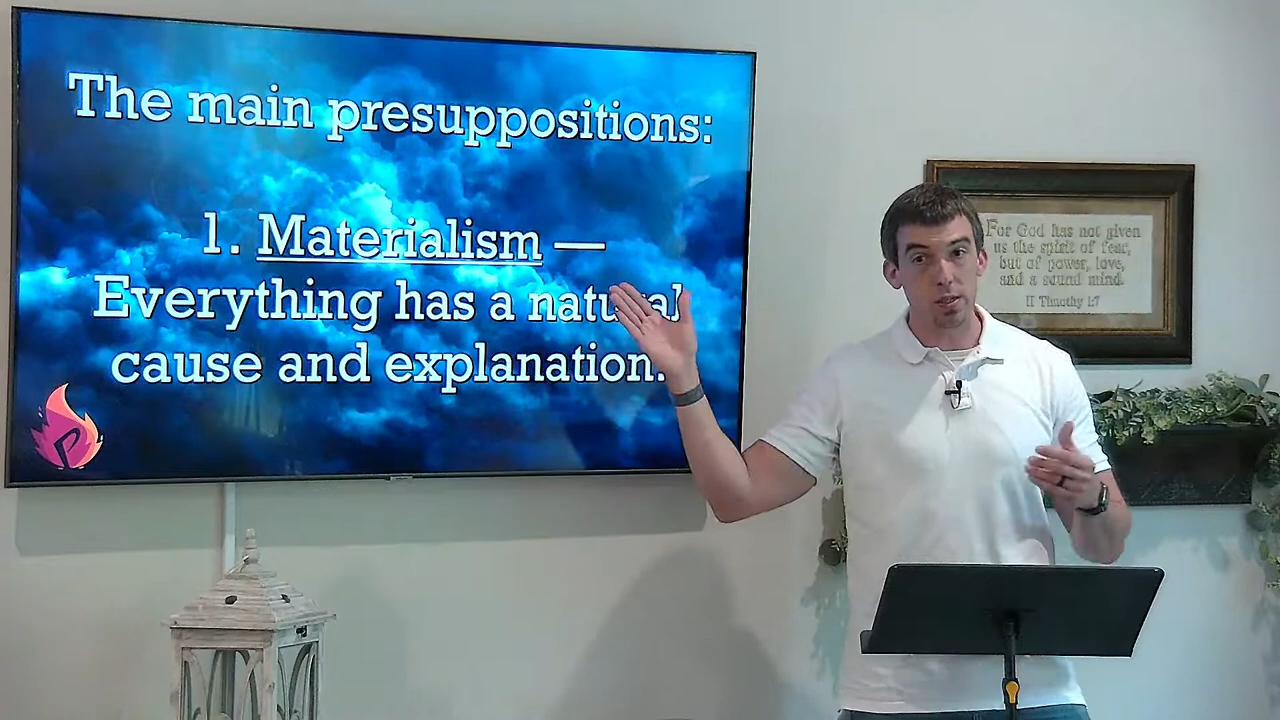 The main presuppositions:
1. Materialism —
Everything has a natural
cause and explanation.
P
For God has not given
us the spirit of fear,
but of power, love,
and a sound mind.
II Timothy 1:7